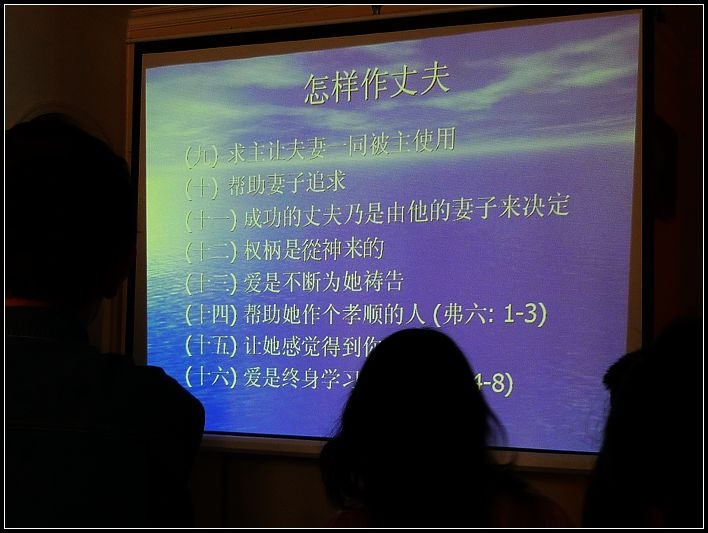 怎样作丈夫
(九) 求主让夫妻一同被主使用
(十) 帮助妻子追求
(十一) 成功的丈夫乃是由他的妻子来决定
(十二) 权柄是從神来的
(十三) 爱是不断为她祷告
(十四) 帮助她作个孝顺的人 (弗六: 1-3)
(十五) 让她感觉得到你
(十六) 爱是终身学习 4-8)